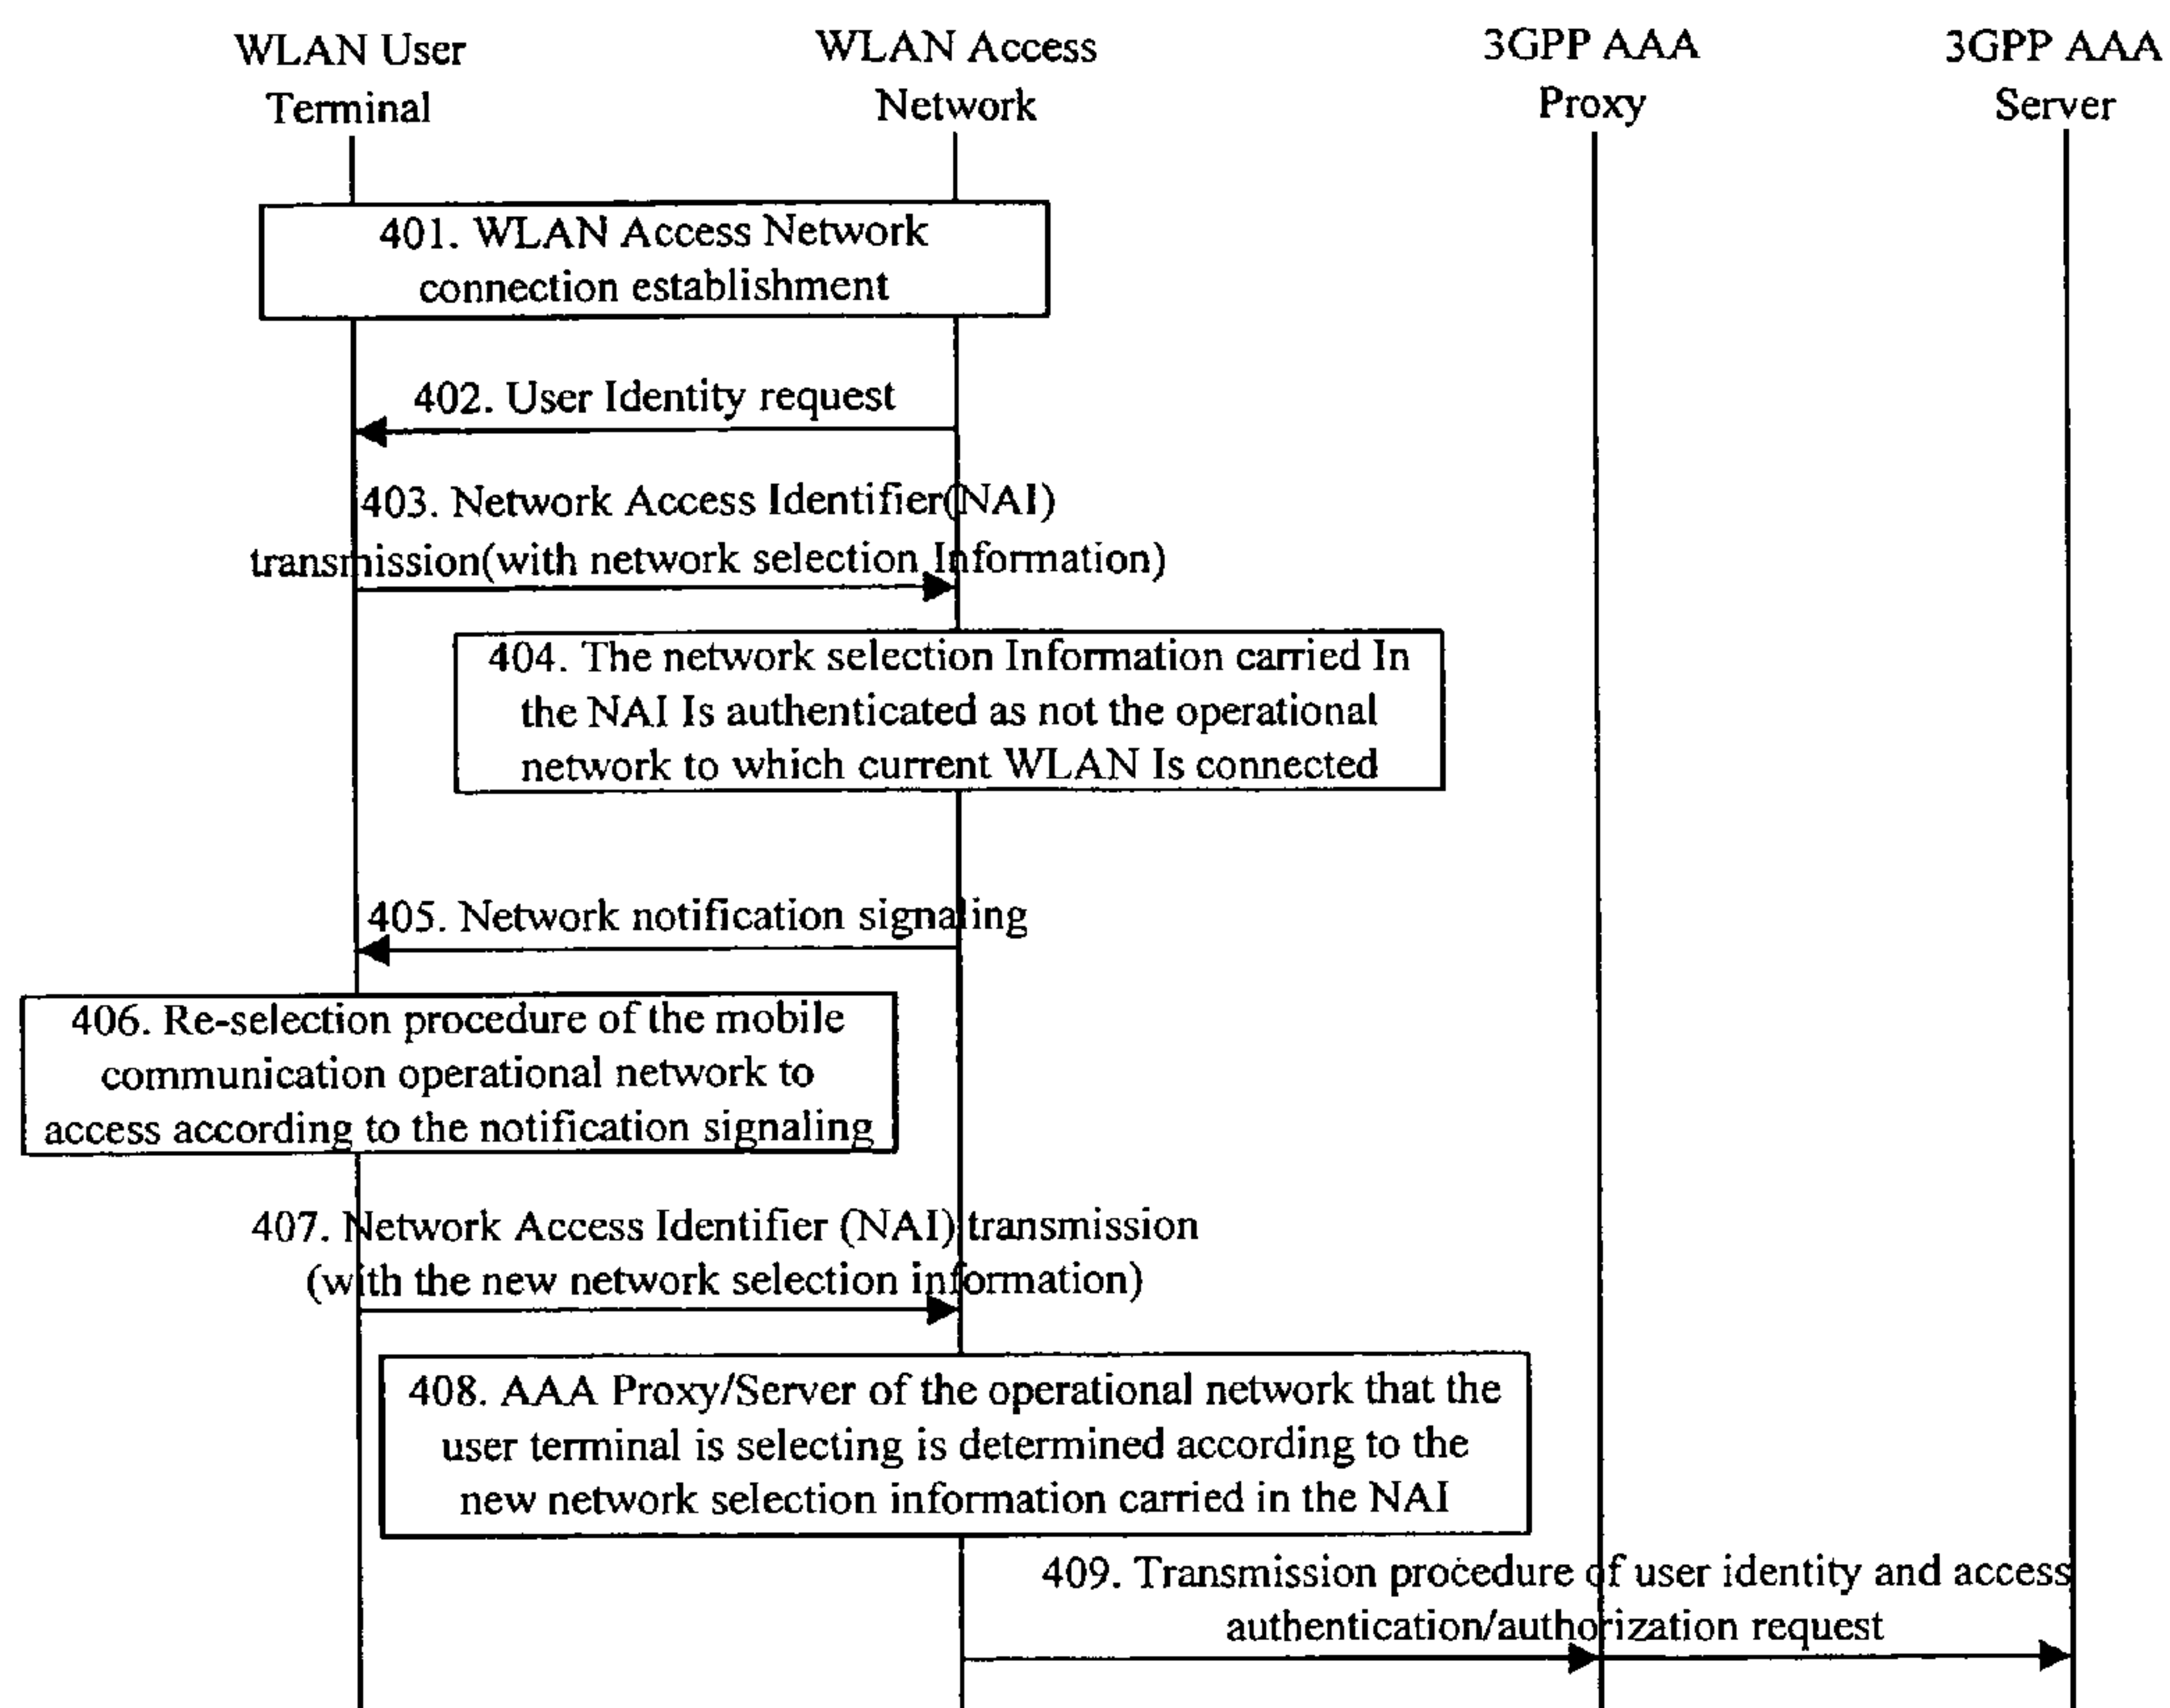 WLAN User
Terminal
WLAN Access
Network
3GPP AAA
Proxy
3GPP AAA
Server
401. WLAN Access Network
connection establishment
402. User Identity request
403. Network Access Identifier(NAI)
transmission(with network selection Information)
404. The network selection Information carried In
the NAI Is authenticated as not the operational
network to which current WLAN Is connected
405. Network notification signaling
406. Re-selection procedure of the mobile
communication operational network to
access according to the notification signaling
407. Network Access Identifier (NAI) transmission
(with the new network selection information)
408. AAA Proxy/Server of the operational network that the
user terminal is selecting is determined according to the
new network selection information carried in the NAI
409. Transmission procedure of user identity and access
authentication/authorization request